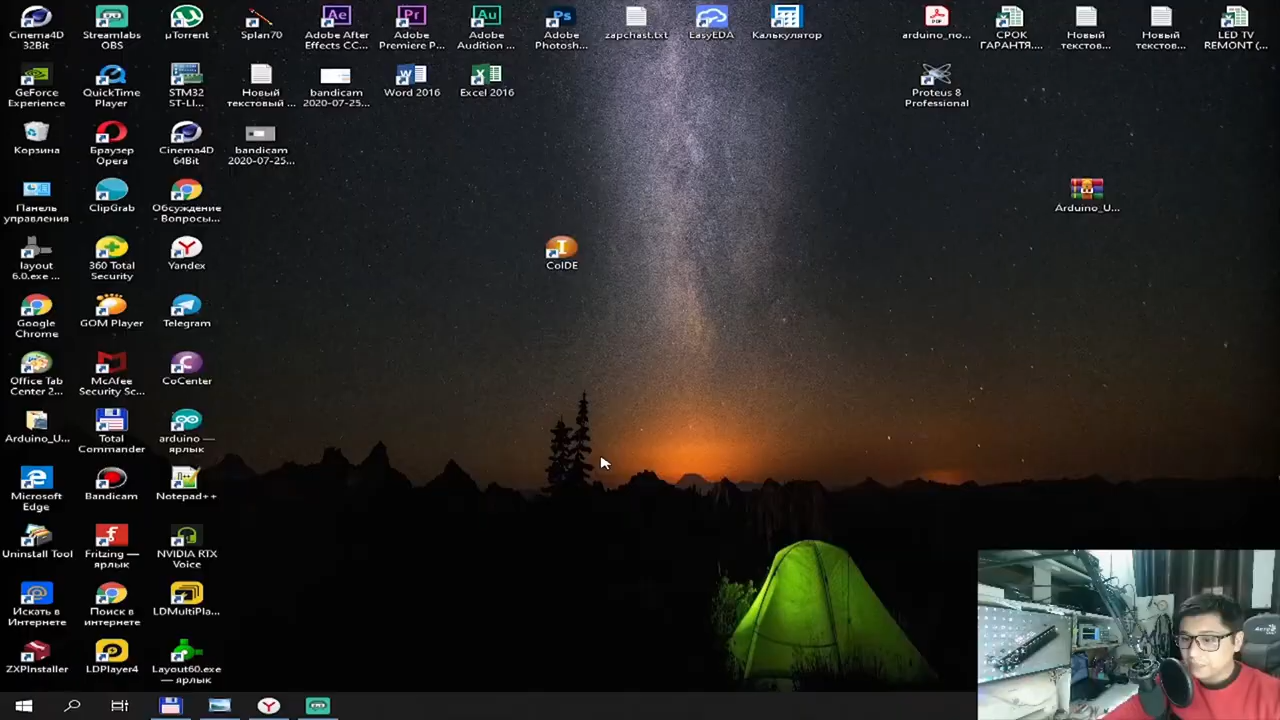 Cinema4D
32Bit
Streamlabs
OBS
µTorrent
Splan70
Adobe After
Effects CC...
Adobe
Premiere P...
Adobe
Audition ...
Adobe
Photosh...
zapchast.txt
EasyEDA
Калькулятор
arduino_no...
СРОК
ГАРАНТЯ....
Новый
текстов...
Новый
текстов...
LED TV
REMONT (...
GeForce
Experience
QuickTime
Player
STM32
ST-LI...
Новый
текстовый ...
bandicam
2020-07-25...
Word 2016
Excel 2016
Proteus 8
Professional
Корзина
Браузер
Opera
Cinema4D
64Bit
bandicam
2020-07-25...
Панель
управления
ClipGrab
Обсуждение
- Вопросы...
Arduino_U...
layout
6.0.exe ...
360 Total
Security
Yandex
CoIDE
Google
Chrome
GOM Player
Telegram
Office Tab
Center 2...
McAfee
Security Sc...
CoCenter
Arduino_U...
Total
Commander
arduino —
ярлык
Microsoft
Edge
Bandicam
Notepad++
Uninstall Tool
Fritzing —
ярлык
NVIDIA RTX
Voice
Искать в
Интернете
Поиск в
интернете
LDMultiPla...
ZXPInstaller
LDPlayer4
Layout60.exe
— ярлык